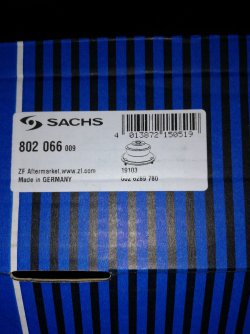 SACHS
4 013872 150519
802 066 009
ZF Aftermarket.www.zf.com
Made in GERMANY
19103